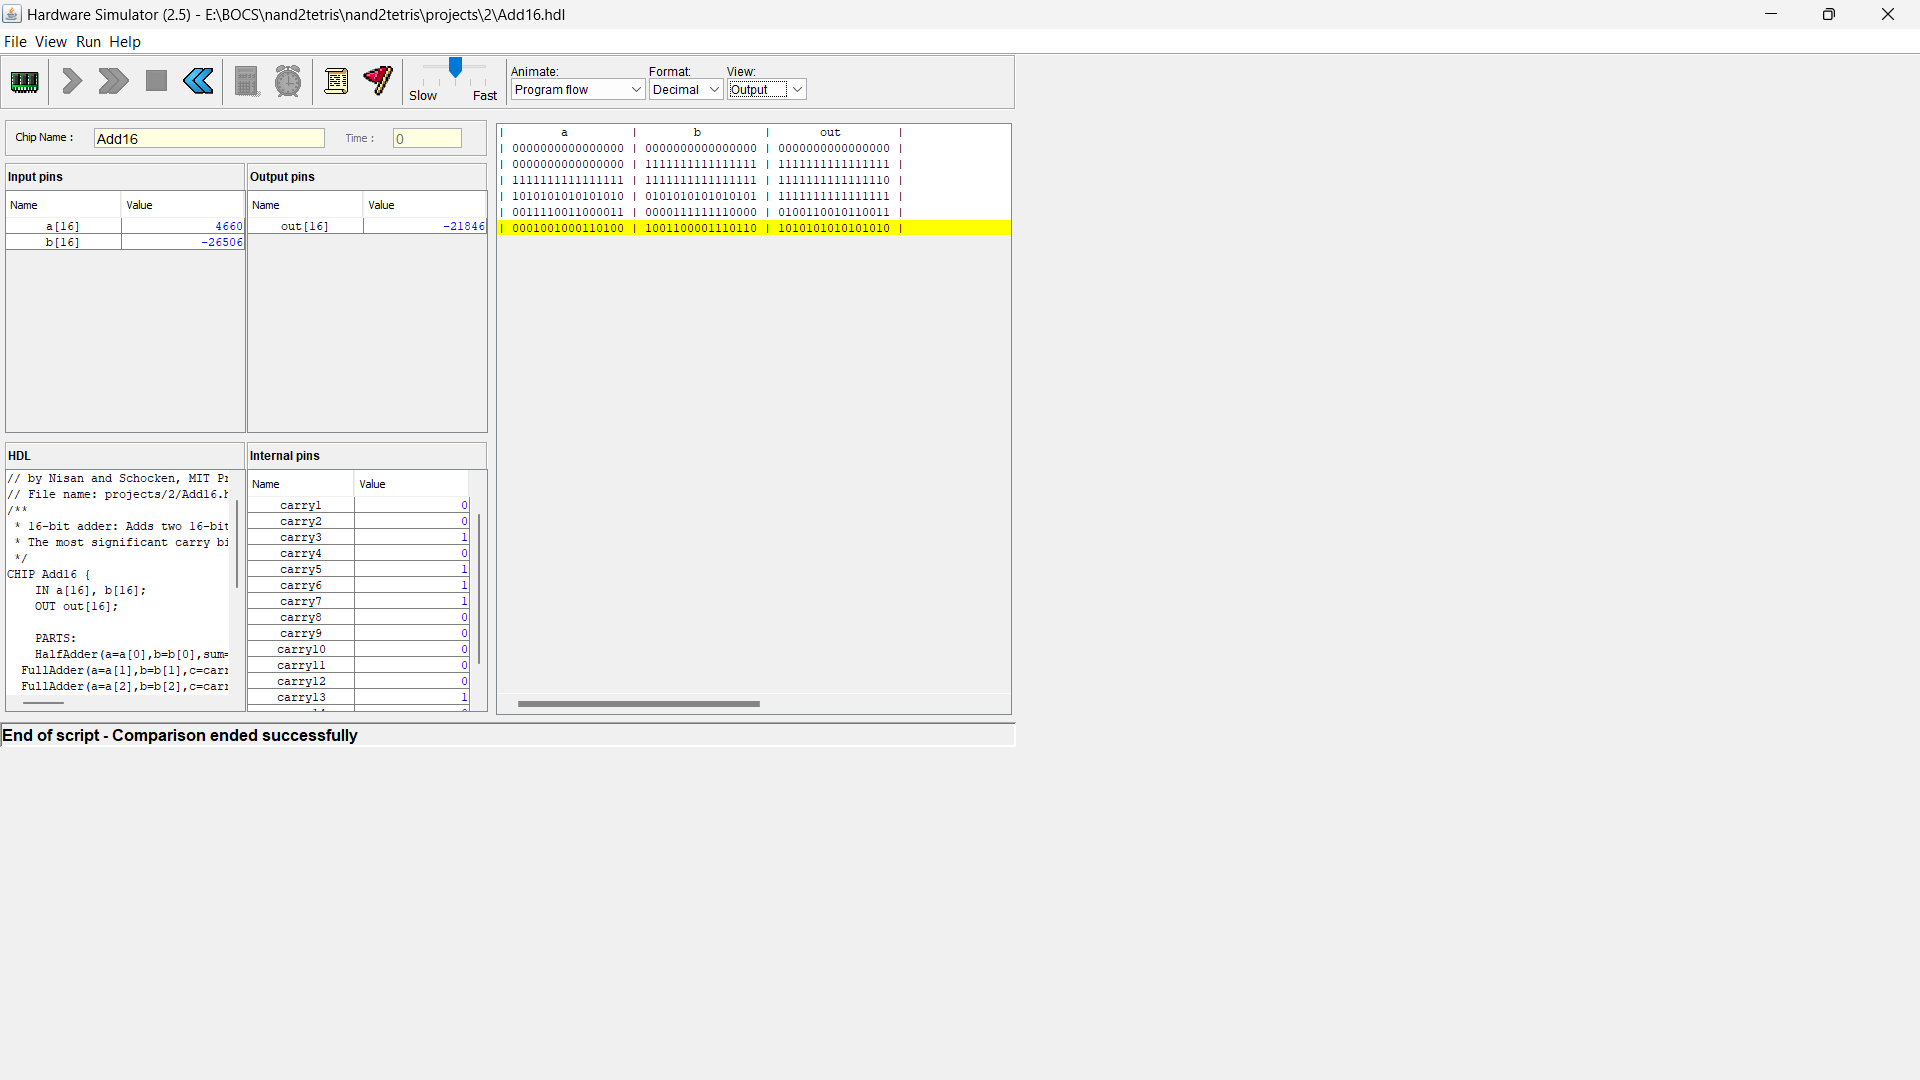 Hardware Simulator (2.5) - E:\BOCS\nand2tetris\nand2tetris\projects\2\Add16.hdl
File View Run Help
Slow Fast
Animate: Format: View:
Program flow Decimal Output
Chip Name : Add16 Time : 0
Input pins
Name Value
a[16] 4660
b[16] -26506
Output pins
Name Value
out[16] -21846
HDL
// by Nisan and Schocken, MIT Pr
// File name: projects/2/Add16.h
/**
* 16-bit adder: Adds two 16-bit
* The most significant carry bi
*/
CHIP Add16 {
IN a[16], b[16];
OUT out[16];
PARTS:
HalfAdder(a=a[0],b=b[0],sum=
FullAdder(a=a[1],b=b[1],c=carr
FullAdder(a=a[2],b=b[2],c=carr
Internal pins
Name Value
carry1 0
carry2 0
carry3 1
carry4 0
carry5 1
carry6 1
carry7 1
carry8 0
carry9 0
carry10 0
carry11 0
carry12 0
carry13 1
| a | b | out |
| 0000000000000000 | 0000000000000000 | 0000000000000000 |
| 0000000000000000 | 1111111111111111 | 1111111111111111 |
| 1111111111111111 | 1111111111111111 | 1111111111111110 |
| 1010101010101010 | 0101010101010101 | 1111111111111111 |
| 0011110011000011 | 0000111111110000 | 0100110010110011 |
| 0001001000110100 | 1001100001110110 | 1010101010101010 |
End of script - Comparison ended successfully